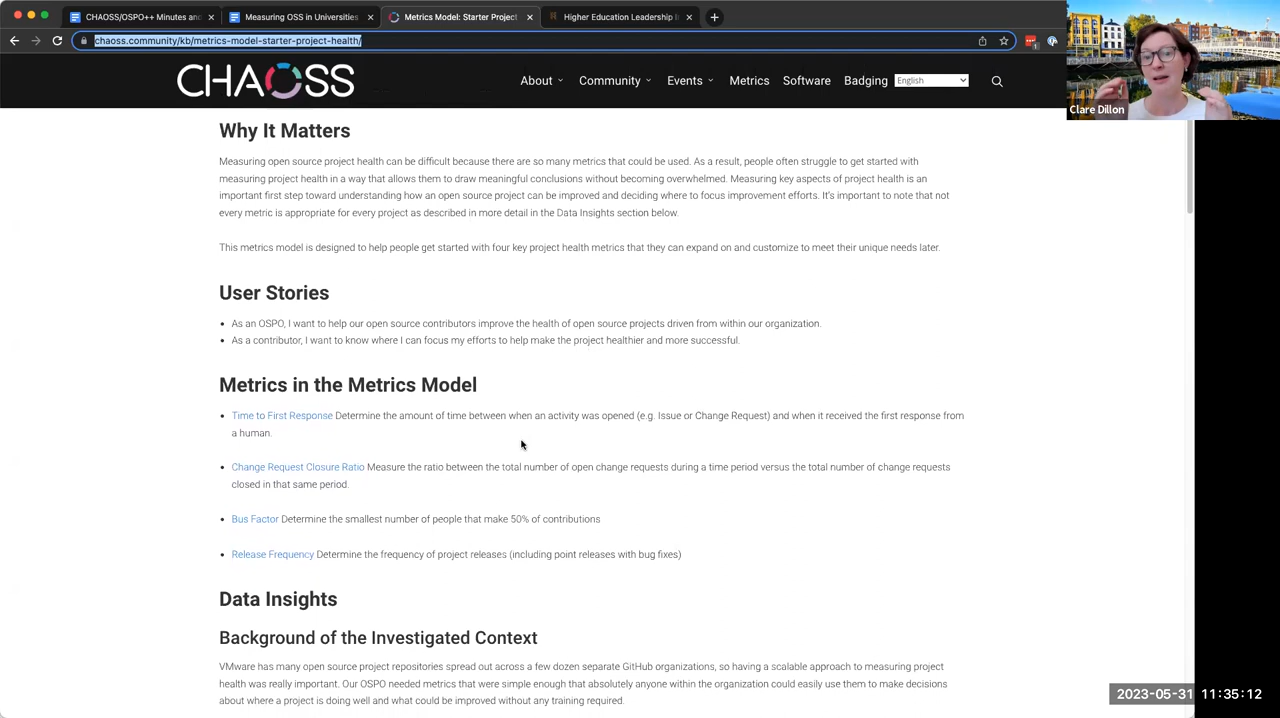 CHAOSS/OSPO++ Minutes and
Measuring OSS in Universities
Metrics Model: Starter Project
Higher Education Leadership I
chaoss.community/kb/metrics-model-starter-project-health/
CHAOSS
About
Community
Events
Metrics
Software
Badging
English
Clare Dillon
Why It Matters
Measuring open source project health can be difficult because there are so many metrics that could be used. As a result, people often struggle to get started with
measuring project health in a way that allows them to draw meaningful conclusions without becoming overwhelmed. Measuring key aspects of project health is an
important first step toward understanding how an open source project can be improved and deciding where to focus improvement efforts. It's important to note that not
every metric is appropriate for every project as described in more detail in the Data Insights section below.
This metrics model is designed to help people get started with four key project health metrics that they can expand on and customize to meet their unique needs later.
User Stories
As an OSPO, I want to help our open source contributors improve the health of open source projects driven from within our organization.
As a contributor, I want to know where I can focus my efforts to help make the project healthier and more successful.
Metrics in the Metrics Model
Time to First Response Determine the amount of time between when an activity was opened (e.g. Issue or Change Request) and when it received the first response from
a human.
Change Request Closure Ratio Measure the ratio between the total number of open change requests during a time period versus the total number of change requests
closed in that same period.
Bus Factor Determine the smallest number of people that make 50% of contributions
Release Frequency Determine the frequency of project releases (including point releases with bug fixes)
Data Insights
Background of the Investigated Context
VMware has many open source project repositories spread out across a few dozen separate GitHub organizations, so having a scalable approach to measuring project
health was really important. Our OSPO needed metrics that were simple enough that absolutely anyone within the organization could easily use them to make decisions
about where a project is doing well and what could be improved without any training required.
2023-05-31 11:35:12